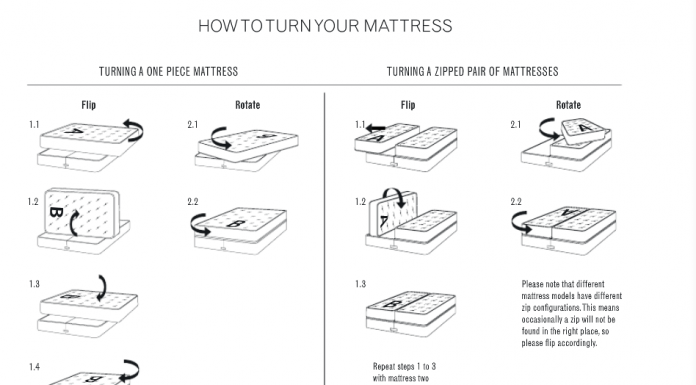 HOW TO TURN YOUR MATTRESS
TURNING A ONE PIECE MATTRESS
Flip
Rotate
1.1
A
2.1
1.2
B
2.2
B
1.3
B
1.4
B
TURNING A ZIPPED PAIR OF MATTRESSES
Flip
Rotate
1.1
A
2.1
A
1.2
A
2.2
A
1.3
B
Please note that different
mattress models have different
zip configurations. This means
occasionally a zip will not be
found in the right place, so
please flip accordingly.
Repeat steps 1 to 3
with mattress two